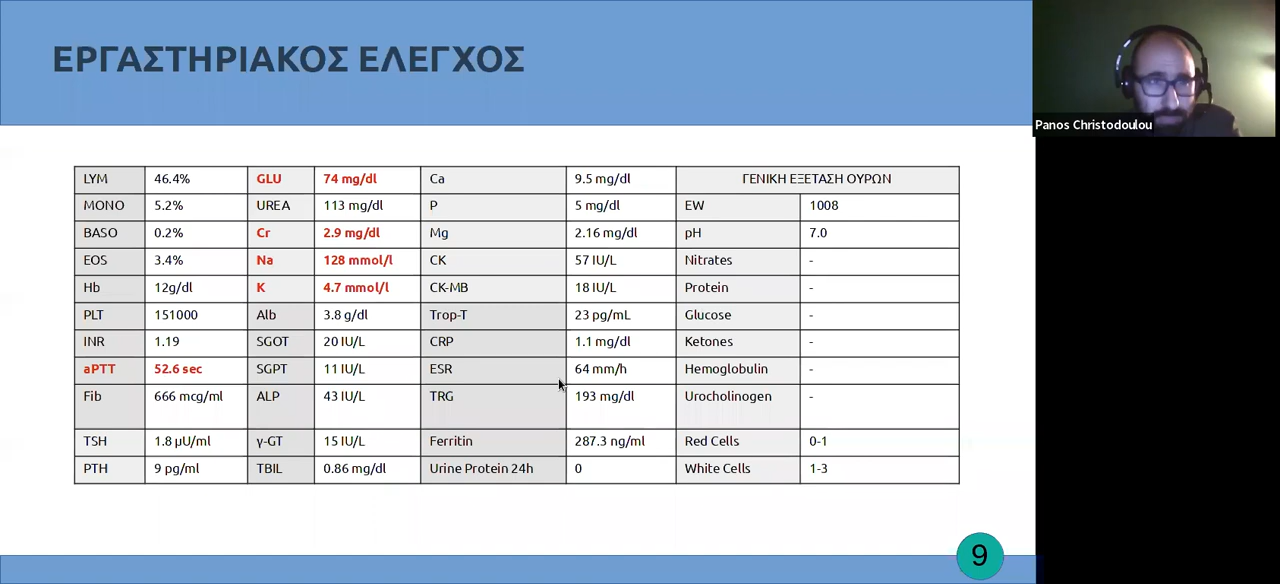 ΕΡΓΑΣΤΗΡΙΑΚΟΣ ΕΛΕΓΧΟΣ
Panos Christodoulou
LYM 46.4% GLU 74 mg/dl Ca 9.5 mg/dl ΓΕΝΙΚΗ ΕΞΕΤΑΣΗ ΟΥΡΩΝ
MONO 5.2% UREA 113 mg/dl P 5 mg/dl EW 1008
BASO 0.2% Cr 2.9 mg/dl Mg 2.16 mg/dl pH 7.0
EOS 3.4% Na 128 mmol/l CK 57 IU/L Nitrates -
Hb 12g/dl K 4.7 mmol/l CK-MB 18 IU/L Protein -
PLT 151000 Alb 3.8 g/dl Trop-T 23 pg/mL Glucose -
INR 1.19 SGOT 20 IU/L CRP 1.1 mg/dl Ketones -
aPTT 52.6 sec SGPT 11 IU/L ESR 64 mm/h Hemoglobulin -
Fib 666 mcg/ml ALP 43 IU/L TRG 193 mg/dl Urocholinogen -
TSH 1.8 μU/ml γ-GT 15 IU/L Ferritin 287.3 ng/ml Red Cells 0-1
PTH 9 pg/ml TBIL 0.86 mg/dl Urine Protein 24h 0 White Cells 1-3
9